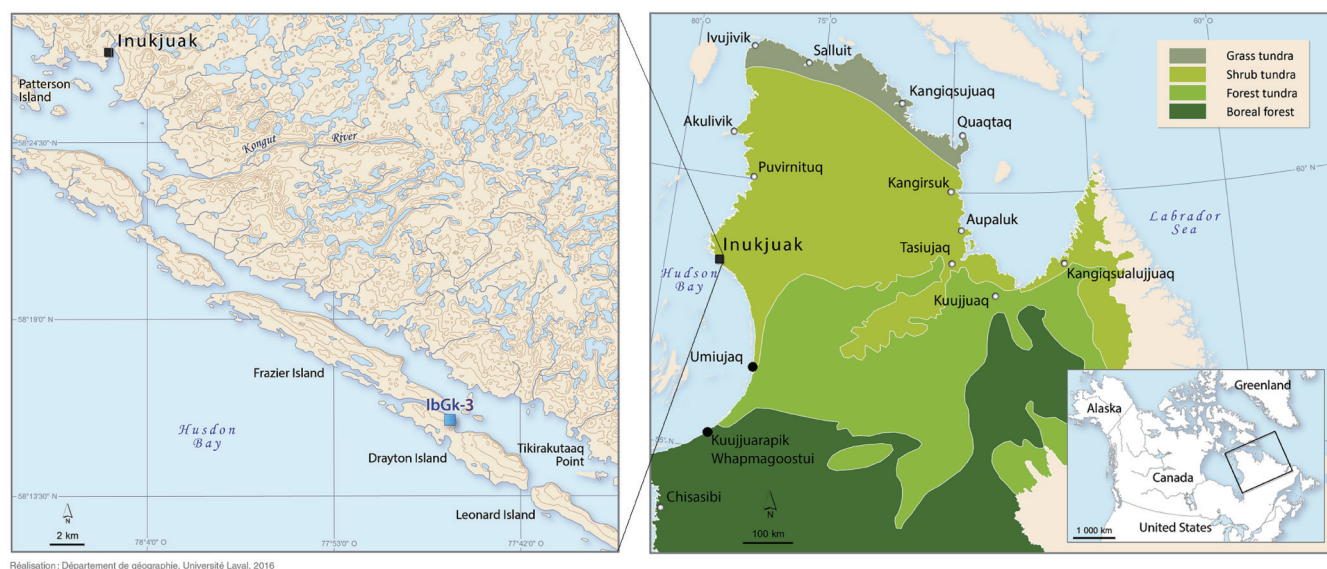 Inukjuak
Patterson
Island
58°24'30" N
Kongut River
58°18'0" N
Frazier Island
IbGk-3
Husdon
Bay
Drayton Island
Tikirakutaaq
Point
58°13'30" N
Leonard Island
N
2 km
78°4'0" O
77°53'0" O
77°42'0" O
80°
75°
60°
Ivujivik
Salluit
Kangiqsujuaq
Quaqtaq
Akulivik
Puvirnituq
Kangirsuk
60° N
Aupaluk
Labrador
Sea
Inukjuak
Tasiujaq
Hudson
Bay
Kangiqsualujjuaq
Kuujjuaq
Umiujaq
Kuujjuarapik
Whapmagoostui
Chisasibi
N
100 km
Grass tundra
Shrub tundra
Forest tundra
Boreal forest
Greenland
Alaska
Canada
United States
1 000 km
Réalisation : Département de géographie, Université Laval, 2016